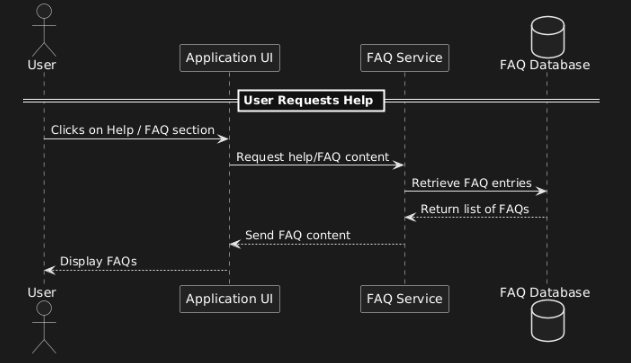 User
Application UI
FAQ Service
FAQ Database
User Requests Help
Clicks on Help / FAQ section
Request help/FAQ content
Retrieve FAQ entries
Return list of FAQs
Send FAQ content
Display FAQs
User
Application UI
FAQ Service
FAQ Database